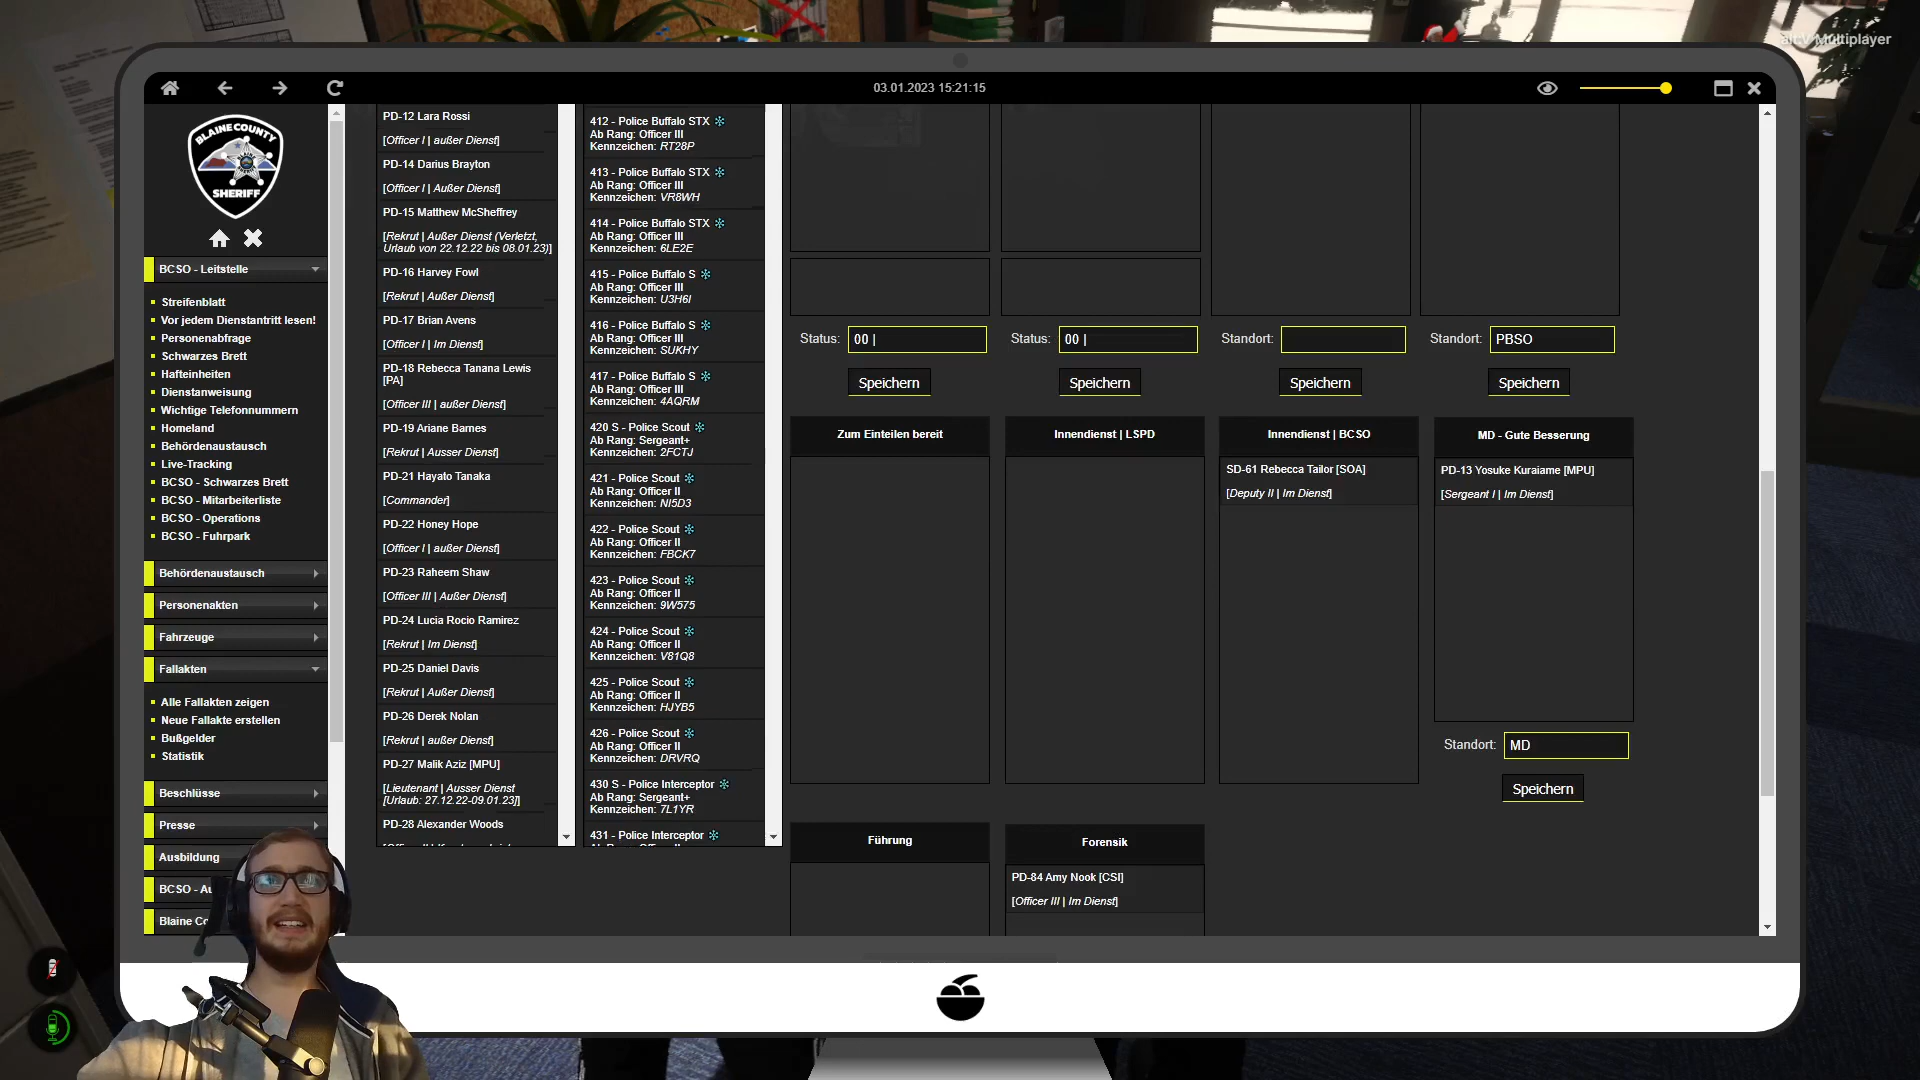 alt:V Multiplayer
03.01.2023 15:21:15
BLAINE COUNTY
SHERIFF
BCSO - Leitstelle
Streifenblatt
Vor jedem Dienstantritt lesen!
Personenabfrage
Schwarzes Brett
Hafteinheiten
Dienstanweisung
Wichtige Telefonnummern
Homeland
Behördenaustausch
Live-Tracking
BCSO - Schwarzes Brett
BCSO - Mitarbeiterliste
BCSO - Operations
BCSO - Fuhrpark
Behördenaustausch
Personenakten
Fahrzeuge
Fallakten
Alle Fallakten zeigen
Neue Fallakte erstellen
Bußgelder
Statistik
Beschlüsse
Presse
Ausbildung
BCSO - Au
Blaine Co
PD-12 Lara Rossi
[Officer I | außer Dienst]
PD-14 Darius Brayton
[Officer I | Außer Dienst]
PD-15 Matthew McSheffrey
[Rekrut | Außer Dienst (Verletzt,
Urlaub von 22.12.22 bis 08.01.23)]
PD-16 Harvey Fowl
[Rekrut | Außer Dienst]
PD-17 Brian Avens
[Officer I | Im Dienst]
PD-18 Rebecca Tanana Lewis
[PA]
[Officer III | außer Dienst]
PD-19 Ariane Barnes
[Rekrut | Ausser Dienst]
PD-21 Hayato Tanaka
[Commander]
PD-22 Honey Hope
[Officer I | außer Dienst]
PD-23 Raheem Shaw
[Officer III | Außer Dienst]
PD-24 Lucia Rocio Ramirez
[Rekrut | Im Dienst]
PD-25 Daniel Davis
[Rekrut | Außer Dienst]
PD-26 Derek Nolan
[Rekrut | außer Dienst]
PD-27 Malik Aziz [MPU]
[Lieutenant | Ausser Dienst
[Urlaub: 27.12.22-09.01.23]]
PD-28 Alexander Woods
412 - Police Buffalo STX
Ab Rang: Officer III
Kennzeichen: RT28P
413 - Police Buffalo STX
Ab Rang: Officer III
Kennzeichen: VR8WH
414 - Police Buffalo STX
Ab Rang: Officer III
Kennzeichen: 6LE2E
415 - Police Buffalo S
Ab Rang: Officer III
Kennzeichen: U3H6I
416 - Police Buffalo S
Ab Rang: Officer III
Kennzeichen: SUKHY
417 - Police Buffalo S
Ab Rang: Officer III
Kennzeichen: 4AQRM
420 S - Police Scout
Ab Rang: Sergeant+
Kennzeichen: 2FCTJ
421 - Police Scout
Ab Rang: Officer II
Kennzeichen: NI5D3
422 - Police Scout
Ab Rang: Officer II
Kennzeichen: FBCK7
423 - Police Scout
Ab Rang: Officer II
Kennzeichen: 9W575
424 - Police Scout
Ab Rang: Officer II
Kennzeichen: V81Q8
425 - Police Scout
Ab Rang: Officer II
Kennzeichen: HJYB5
426 - Police Scout
Ab Rang: Officer II
Kennzeichen: DRVRQ
430 S - Police Interceptor
Ab Rang: Sergeant+
Kennzeichen: 7L1YR
431 - Police Interceptor
Status: 00 |
Speichern
Status: 00 |
Speichern
Standort:
Speichern
Standort: PBSO
Speichern
Zum Einteilen bereit
Innendienst | LSPD
Innendienst | BCSO
SD-61 Rebecca Tailor [SOA]
[Deputy II | Im Dienst]
MD - Gute Besserung
PD-13 Yosuke Kuraiame [MPU]
[Sergeant I | Im Dienst]
Standort: MD
Speichern
Führung
Forensik
PD-84 Amy Nook [CSI]
[Officer III | Im Dienst]